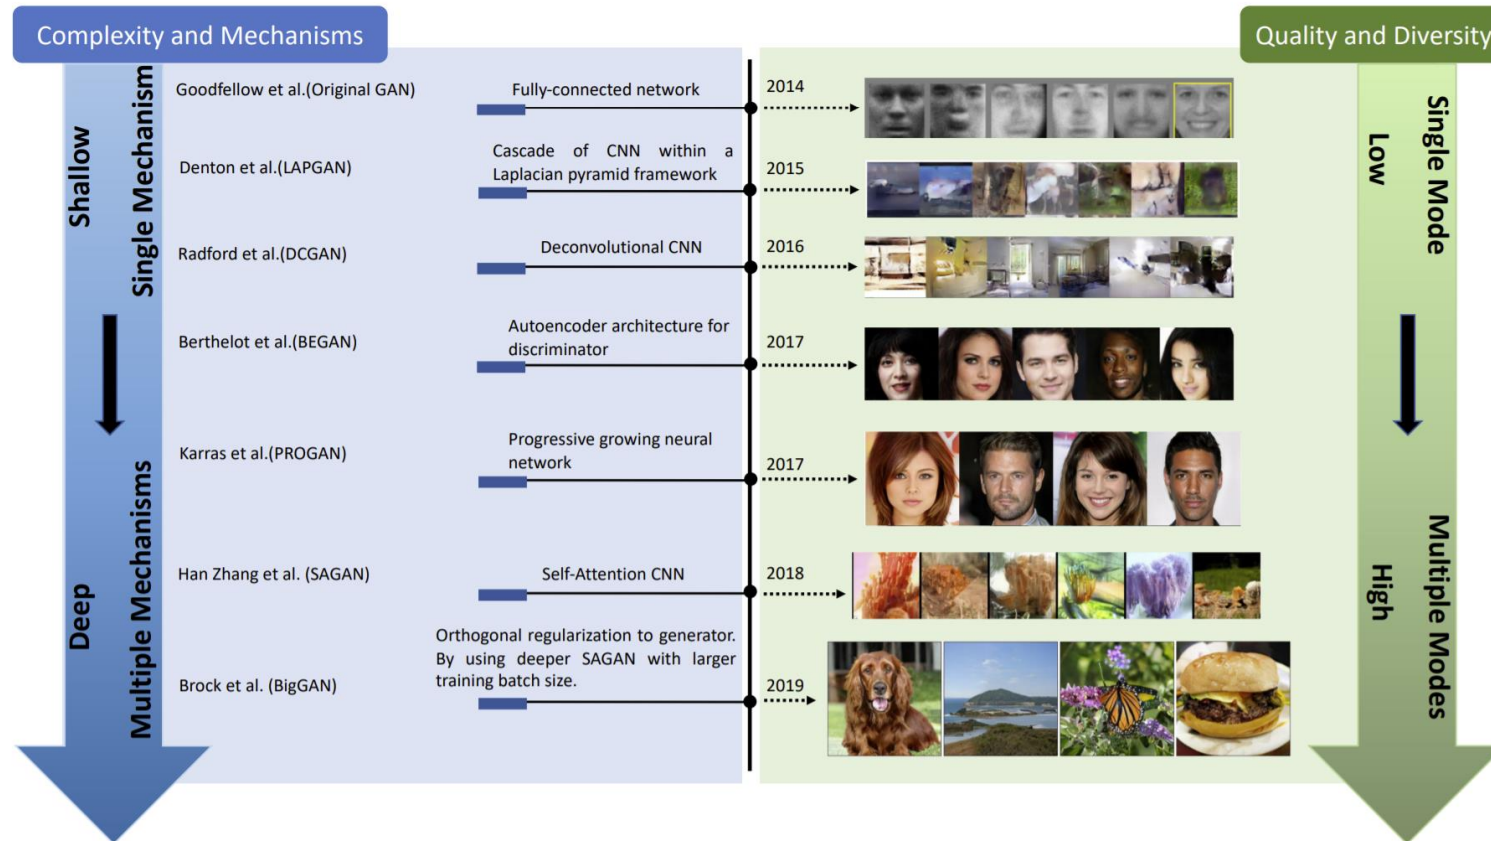 Complexity and Mechanisms
Quality and Diversity
Shallow
Single Mechanism
Deep
Multiple Mechanisms
Goodfellow et al.(Original GAN)
Fully-connected network
2014
Denton et al.(LAPGAN)
Cascade of CNN within a
Laplacian pyramid framework
2015
Radford et al.(DCGAN)
Deconvolutional CNN
2016
Berthelot et al.(BEGAN)
Autoencoder architecture for
discriminator
2017
Karras et al.(PROGAN)
Progressive growing neural
network
2017
Han Zhang et al. (SAGAN)
Self-Attention CNN
2018
Brock et al. (BigGAN)
Orthogonal regularization to generator.
By using deeper SAGAN with larger
training batch size.
2019
Single Mode
Low
Multiple Modes
High